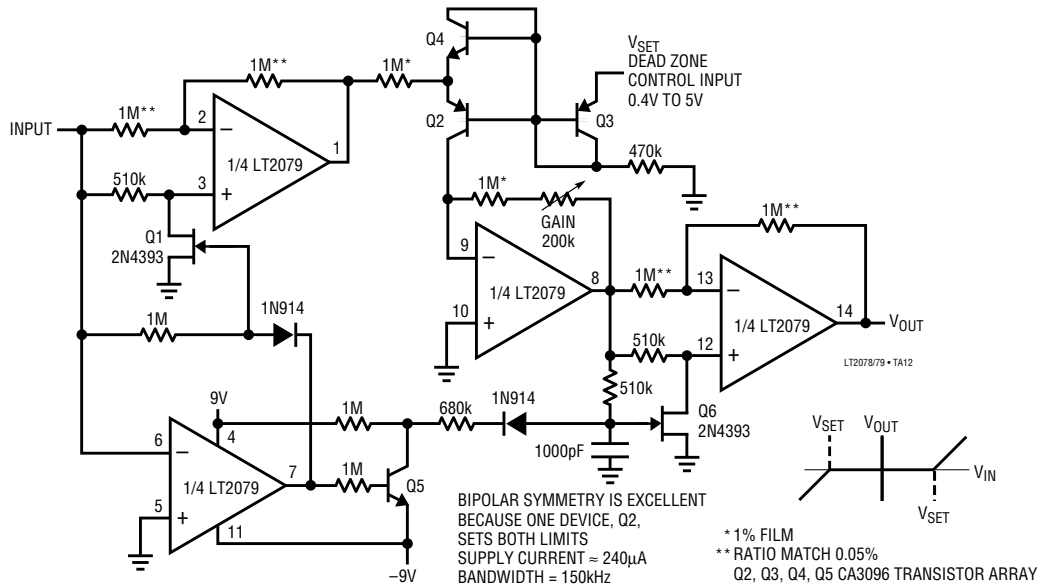 Q4
V_SET
DEAD ZONE
CONTROL INPUT
0.4V TO 5V
1M**
1M*
1M**
INPUT
2
1
1/4 LT2079
3
510k
Q2
Q3
470k
Q1
2N4393
1M*
GAIN
200k
1M**
9
8
1/4 LT2079
10
1M**
13
14
1/4 LT2079
12
V_OUT
LT2078/79 • TA12
510k
510k
1M
1N914
9V
4
1M
680k
1N914
Q6
2N4393
1000pF
6
7
1/4 LT2079
5
11
1M
Q5
–9V
BIPOLAR SYMMETRY IS EXCELLENT
BECAUSE ONE DEVICE, Q2,
SETS BOTH LIMITS
SUPPLY CURRENT ≈ 240µA
BANDWIDTH = 150kHz
V_SET
V_OUT
V_IN
V_SET
* 1% FILM
** RATIO MATCH 0.05%
Q2, Q3, Q4, Q5 CA3096 TRANSISTOR ARRAY